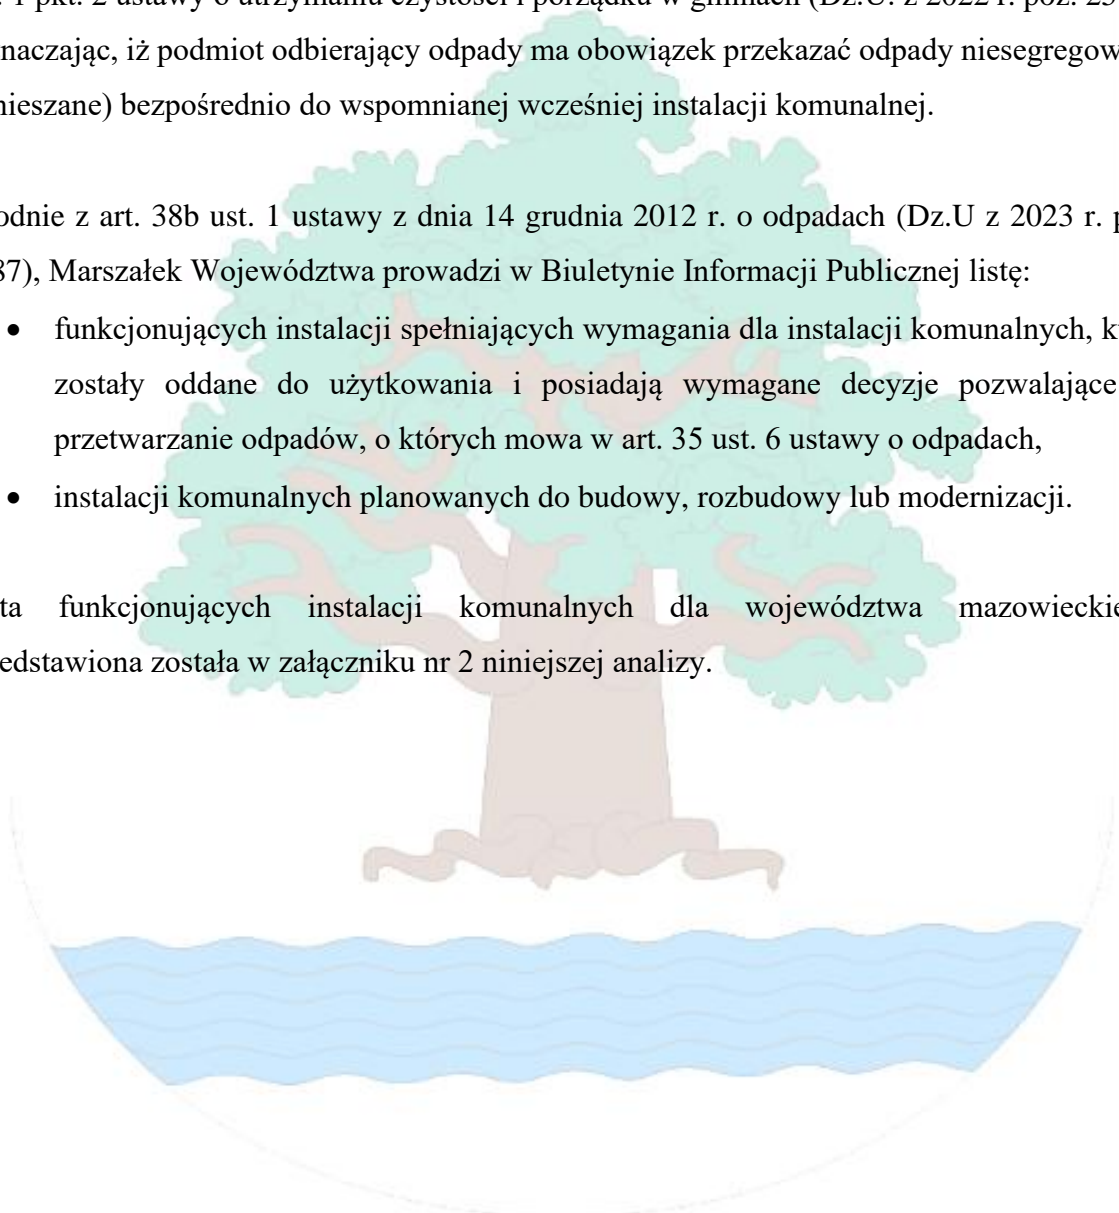 . 1 pkt. 2 ustawy o utrzymaniu czystości i porządku w gminach (Dz.U. z 2022 r. poz. 25
naczając, iż podmiot odbierający odpady ma obowiązek przekazać odpady niesegregow
nieszane) bezpośrednio do wspomnianej wcześniej instalacji komunalnej.
odnie z art. 38b ust. 1 ustawy z dnia 14 grudnia 2012 r. o odpadach (Dz.U z 2023 r. p
87), Marszałek Województwa prowadzi w Biuletynie Informacji Publicznej listę:
• funkcjonujących instalacji spełniających wymagania dla instalacji komunalnych, k
zostały oddane do użytkowania i posiadają wymagane decyzje pozwalające
przetwarzanie odpadów, o których mowa w art. 35 ust. 6 ustawy o odpadach,
• instalacji komunalnych planowanych do budowy, rozbudowy lub modernizacji.
ta funkcjonujących instalacji komunalnych dla województwa mazowieckie
edstawiona została w załączniku nr 2 niniejszej analizy.